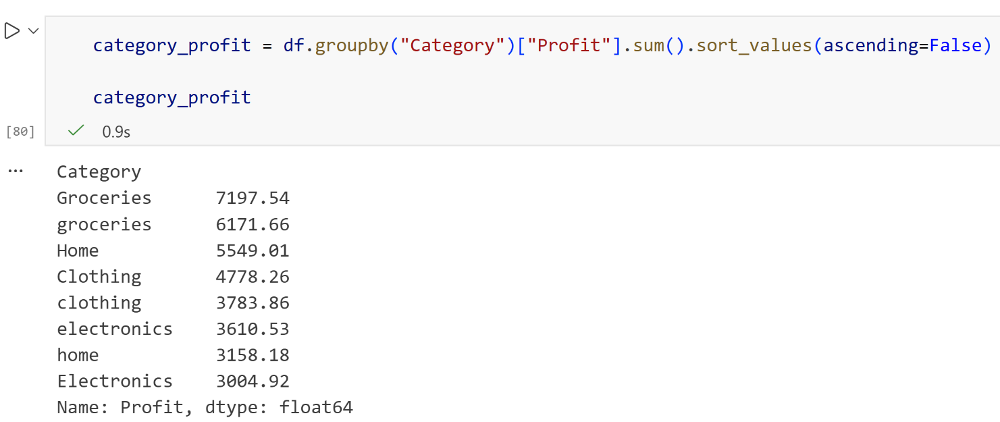 category_profit = df.groupby("Category")["Profit"].sum().sort_values(ascending=False)
category_profit
[80]
0.9s
... Category
Groceries 7197.54
groceries 6171.66
Home 5549.01
Clothing 4778.26
clothing 3783.86
electronics 3610.53
home 3158.18
Electronics 3004.92
Name: Profit, dtype: float64